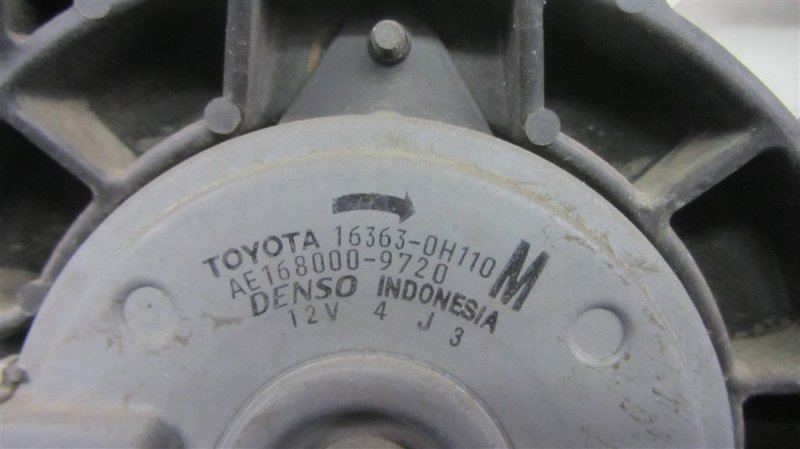 TOYOTA 16363-0H110
AE168000-9720 M
DENSO INDONESIA
12V 4 J 3